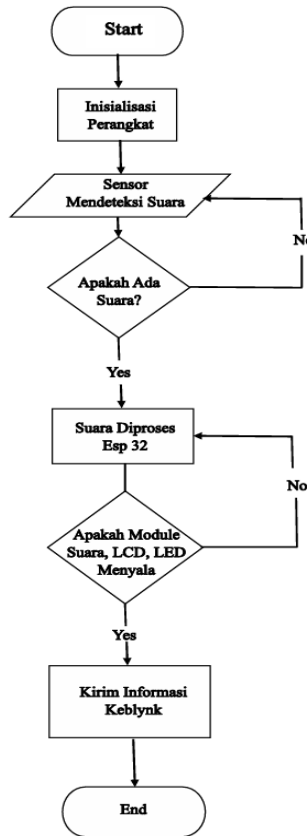 Start
Inisialisasi
Perangkat
Sensor
Mendeteksi Suara
No
Apakah Ada
Suara?
Yes
Suara Diproses
Esp 32
No
Apakah Module
Suara, LCD, LED
Menyala
Yes
Kirim Informasi
Keblynk
End